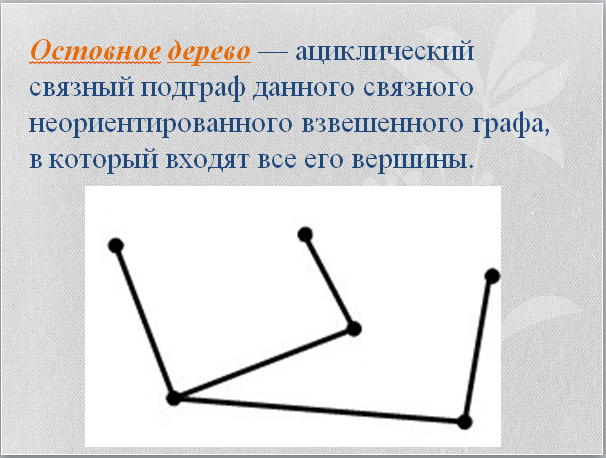 Остовное дерево — ациклический
связный подграф данного связного
неориентированного взвешенного графа,
в который входят все его вершины.